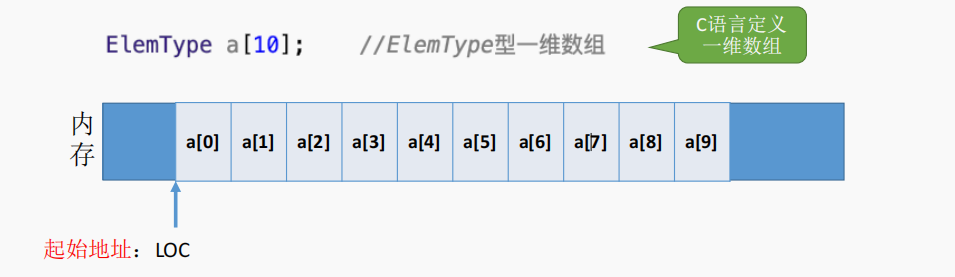 ElemType a[10]; //ElemType型一维数组
C语言定义
一维数组
内存
a[0] a[1] a[2] a[3] a[4] a[5] a[6] a[7] a[8] a[9]
起始地址：LOC